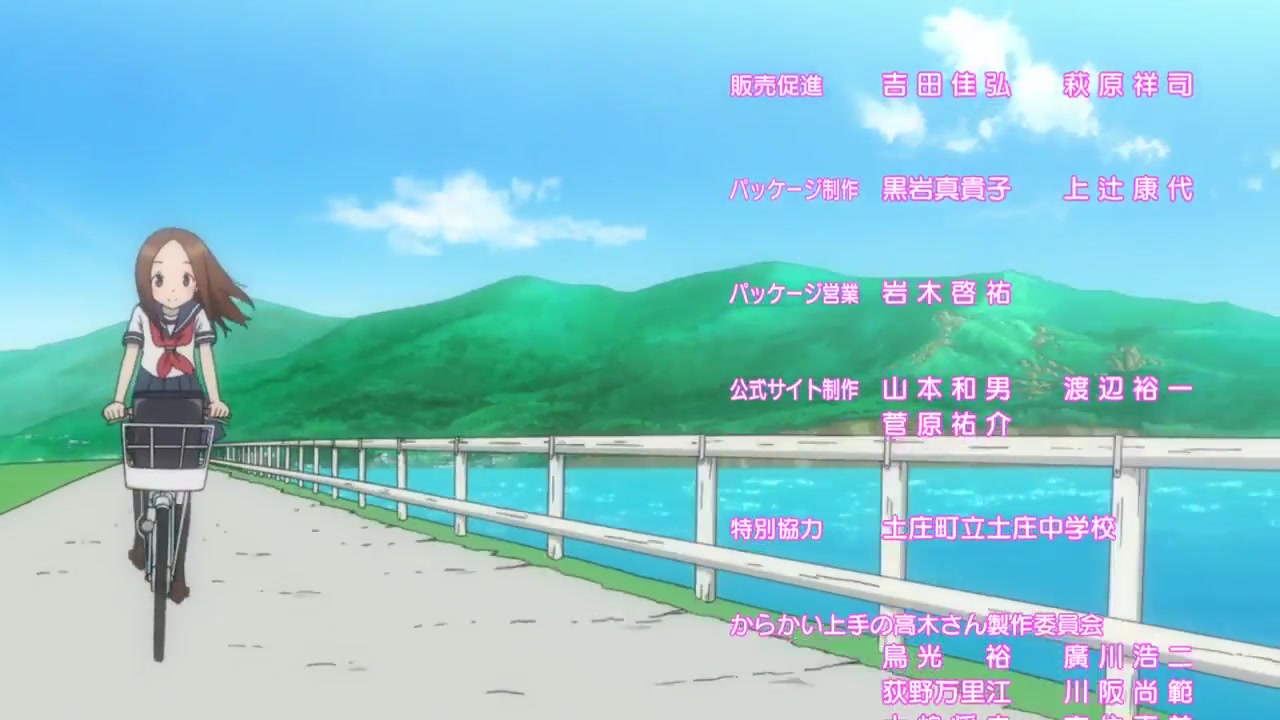 販売促進 吉田佳弘 萩原祥司
パッケージ制作 黒岩真貴子 上辻康代
パッケージ営業 岩木啓祐
公式サイト制作 山本和男 渡辺裕一
菅原祐介
特別協力 土庄町立土庄中学校
からかい上手の高木さん製作委員会
鳥光 裕 廣川浩二
荻野万里江 川阪尚範